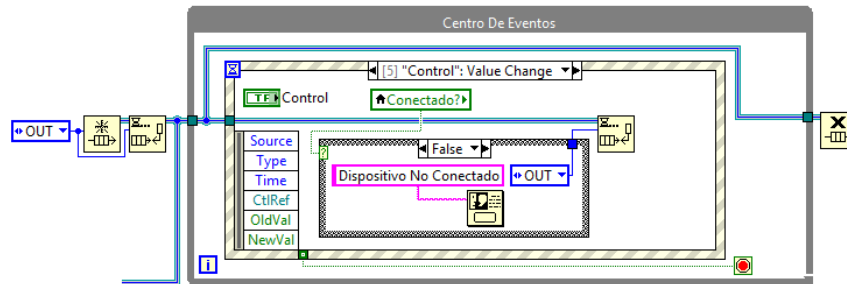 Centro De Eventos
[5] "Control": Value Change
TF
Control
Conectado?
OUT
Source
Type
Time
CtlRef
OldVal
NewVal
?
False
Dispositivo No Conectado
OUT
i